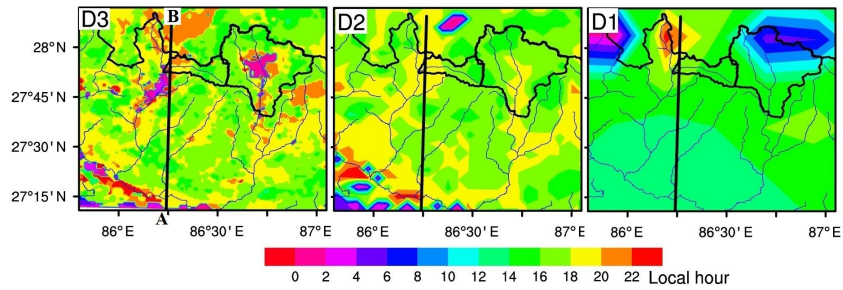 D3 B D2 D1
28° N
27°45' N
27°30' N
27°15' N
A
86°E 86°30' E 87°E 86°E 86°30' E 87°E 86°E 86°30' E 87°E
0 2 4 6 8 10 12 14 16 18 20 22 Local hour